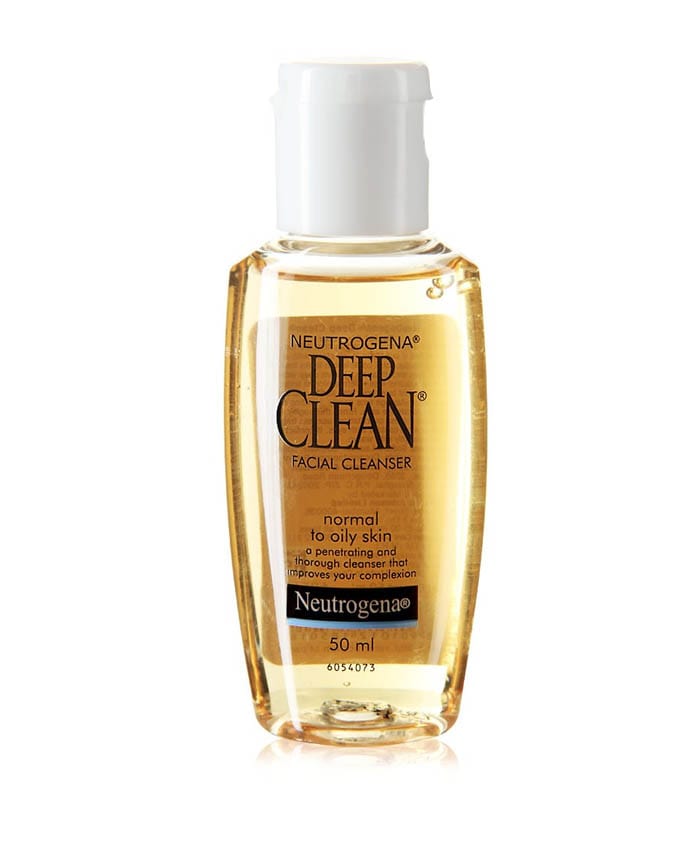 NEUTROGENA®
DEEP
CLEAN®
FACIAL CLEANSER
normal
to oily skin
a penetrating and
thorough cleanser that
improves your complexion
Neutrogena®
50 ml
6054073